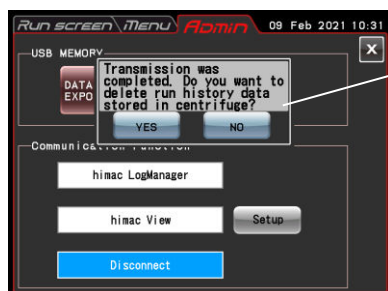 Run screen\Menu\Admin 09 Feb 2021 10:31
USB MEMORY
X
DATA
EXPO
Transmission was
completed. Do you want to
delete run history data
stored in centrifuge?
YES NO
Communication Function
himac LogManager
himac View Setup
Disconnect